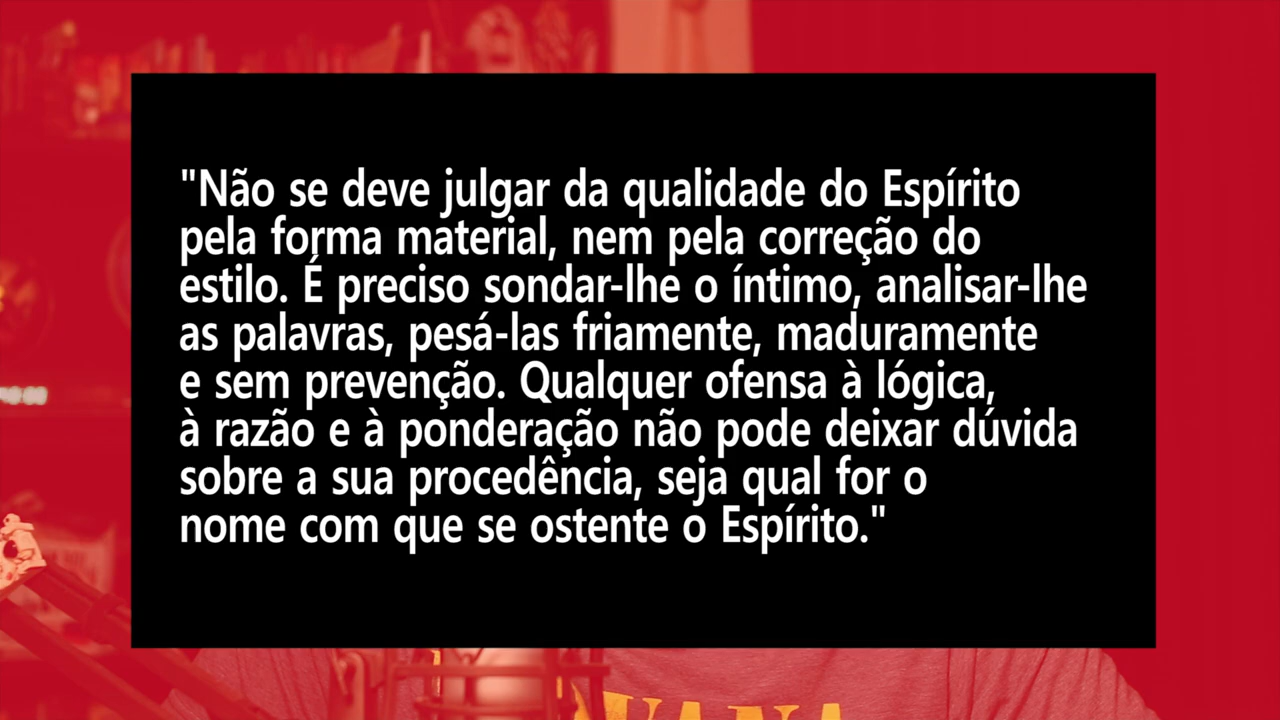 "Não se deve julgar da qualidade do Espírito
pela forma material, nem pela correção do
estilo. É preciso sondar-lhe o íntimo, analisar-lhe
as palavras, pesá-las friamente, maduramente
e sem prevenção. Qualquer ofensa à lógica,
à razão e à ponderação não pode deixar dúvida
sobre a sua procedência, seja qual for o
nome com que se ostente o Espírito."